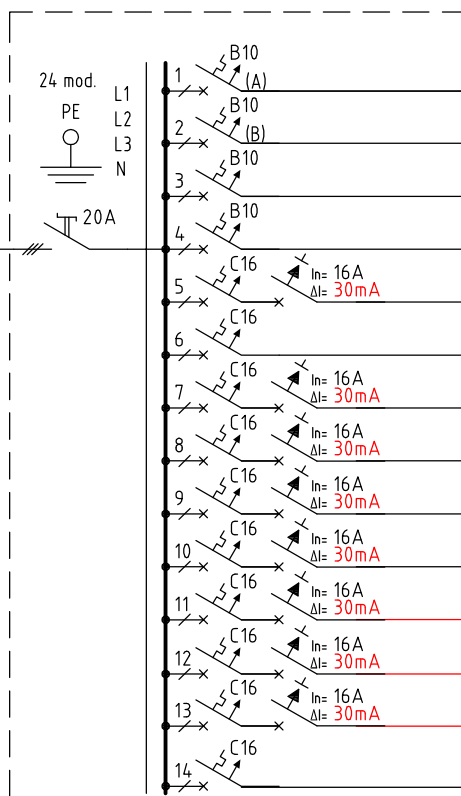 B10
1
(A)
24 mod.
L1
PE
L2
B10
2
(B)
L3
N
B10
3
20A
B10
4
C16
In= 16A
5
ΔI= 30mA
C16
6
C16
In= 16A
7
ΔI= 30mA
C16
In= 16A
8
ΔI= 30mA
C16
In= 16A
9
ΔI= 30mA
C16
In= 16A
10
ΔI= 30mA
C16
In= 16A
11
ΔI= 30mA
C16
In= 16A
12
ΔI= 30mA
C16
In= 16A
13
ΔI= 30mA
C16
14